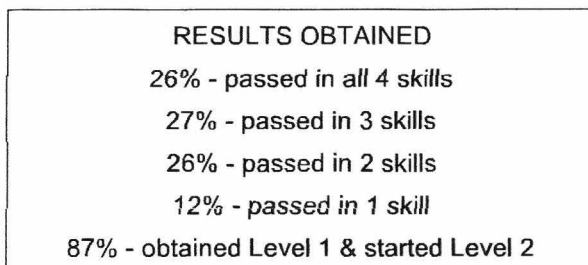 RESULTS OBTAINED
26% - passed in all 4 skills
27% - passed in 3 skills
26% - passed in 2 skills
12% - passed in 1 skill
87% - obtained Level 1 & started Level 2